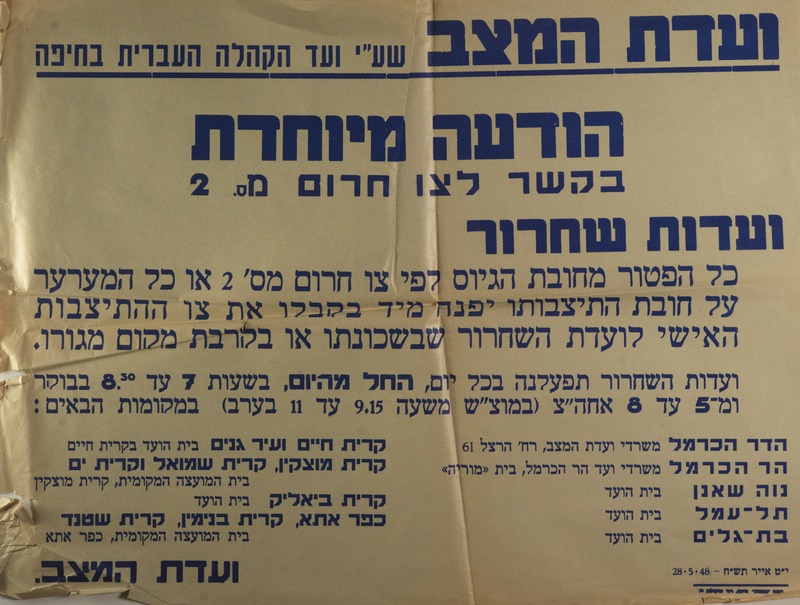 ועדת המצב שע"י ועד הקהלה העברית בחיפה
הודעה מיוחדת
בקשר לצו חרום מס. 2
ועדות שחרור
כל הפטור מחובת הגיוס לפי צו חרום מס' 2 או כל המערער
על חובת התיצבותו יפנה מיד בקבלו את צו ההתיצבות
האישי לועדת השחרור שבשכונתו או בקרבת מקום מגורו.
ועדות השחרור תפעלנה בכל יום, החל מהיום, בשעות 7 עד 8.30 בבוקר
ומ־5 עד 8 אחה"צ (במוצ"ש משעה 9.15 עד 11 בערב) במקומות הבאים:
הדר הכרמל משרדי ועדת המצב, רח' הרצל 61
הר הכרמל משרדי ועד הר הכרמל, בית «מוריה»
נוה שאנן בית הועד
תל־עמל בית הועד
בת־גלים בית הועד
קרית חיים ועיר גנים בית הועד בקרית חיים
קרית מוצקין, קרית שמואל וקרית ים
בית המועצה המקומית, קרית מוצקין
קרית ביאליק בית הועד
כפר אתא, קרית בנימין, קרית שטנד
בית המועצה המקומית, כפר אתא
י"ט אייר תש"ח – 28.5.48
ועדת המצב.